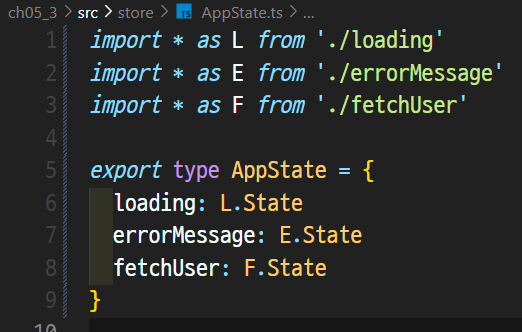 ch05_3 > src > store > TS AppState.ts > ...
1 import * as L from './loading'
2 import * as E from './errorMessage'
3 import * as F from './fetchUser'
4
5 export type AppState = {
6 loading: L.State
7 errorMessage: E.State
8 fetchUser: F.State
9 }
10